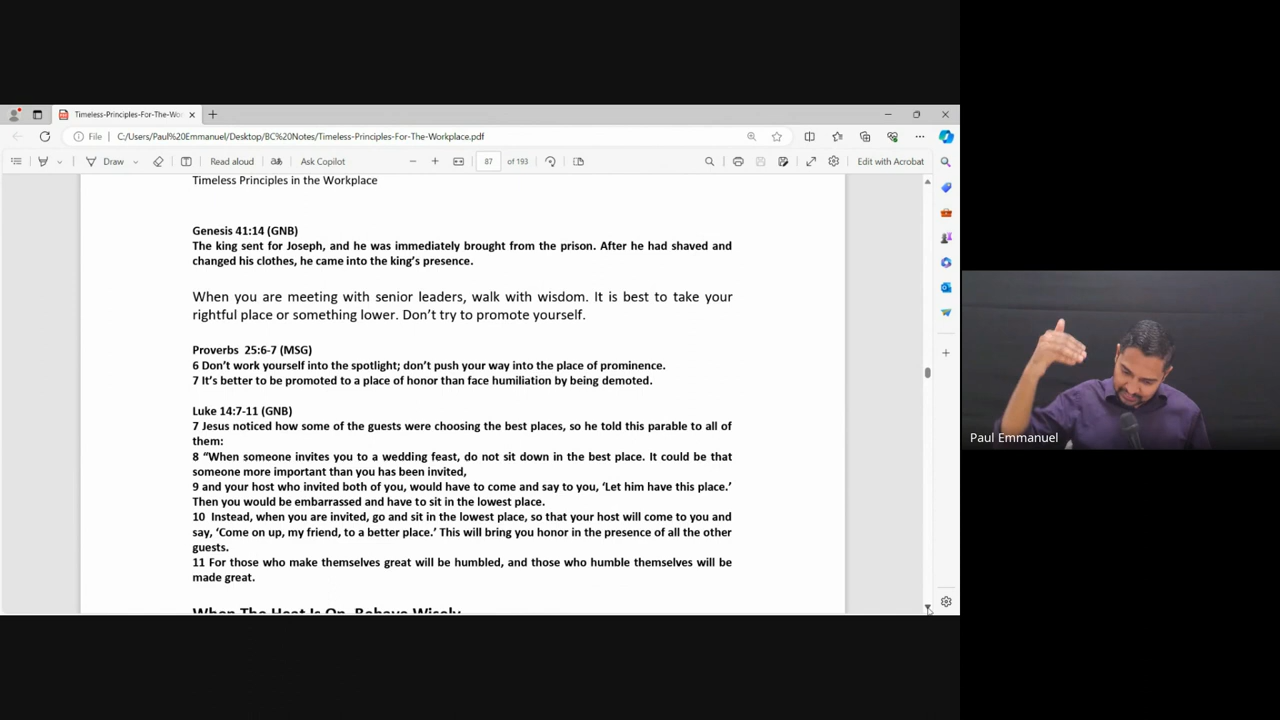 Timeless-Principles-For-The-Wo
File
C:/Users/Paul%20Emmanuel/Desktop/BC%20Notes/Timeless-Principles-For-The-Workplace.pdf
Draw
Read aloud
Ask Copilot
87 of 193
Edit with Acrobat
Timeless Principles in the Workplace
Genesis 41:14 (GNB)
The king sent for Joseph, and he was immediately brought from the prison. After he had shaved and
changed his clothes, he came into the king's presence.
When you are meeting with senior leaders, walk with wisdom. It is best to take your
rightful place or something lower. Don't try to promote yourself.
Proverbs 25:6-7 (MSG)
6 Don't work yourself into the spotlight; don't push your way into the place of prominence.
7 It's better to be promoted to a place of honor than face humiliation by being demoted.
Luke 14:7-11 (GNB)
7 Jesus noticed how some of the guests were choosing the best places, so he told this parable to all of
them:
8 "When someone invites you to a wedding feast, do not sit down in the best place. It could be that
someone more important than you has been invited,
9 and your host who invited both of you, would have to come and say to you, 'Let him have this place.'
Then you would be embarrassed and have to sit in the lowest place.
10 Instead, when you are invited, go and sit in the lowest place, so that your host will come to you and
say, 'Come on up, my friend, to a better place.' This will bring you honor in the presence of all the other
guests.
11 For those who make themselves great will be humbled, and those who humble themselves will be
made great.
When The Heat Is On, Behave Wisely
Paul Emmanuel